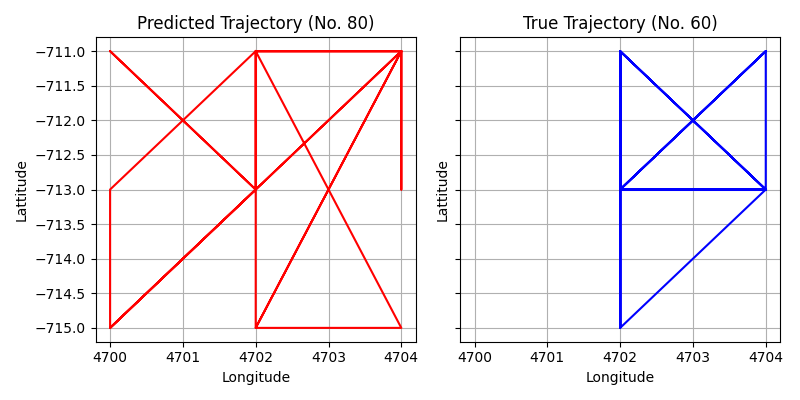 Predicted Trajectory (No. 80)
True Trajectory (No. 60)
Lattitude
−711.0
−711.5
−712.0
−712.5
−713.0
−713.5
−714.0
−714.5
−715.0
4700 4701 4702 4703 4704
Longitude
Lattitude
4700 4701 4702 4703 4704
Longitude